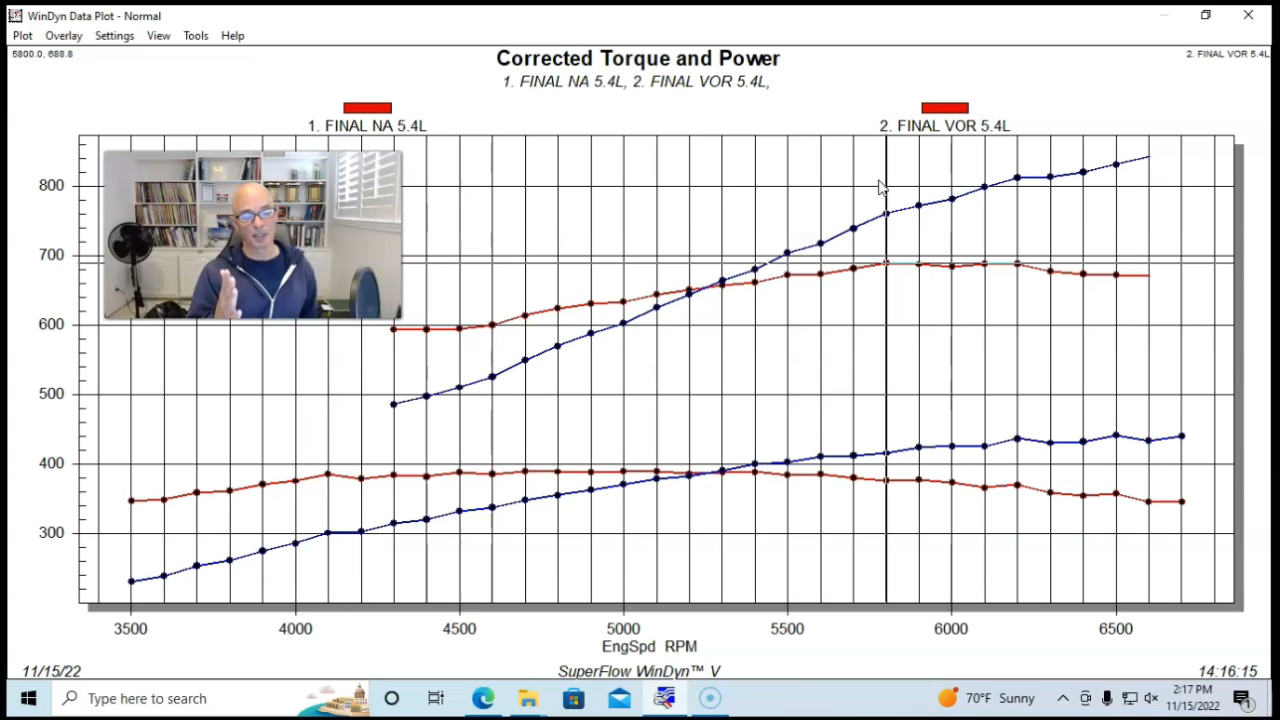 WinDyn Data Plot - Normal
Plot Overlay Settings View Tools Help
5800.0, 688.8
2. FINAL VOR 5.4L
Corrected Torque and Power
1. FINAL NA 5.4L, 2. FINAL VOR 5.4L,
1. FINAL NA 5.4L
2. FINAL VOR 5.4L
800
700
600
500
400
300
3500 4000 4500 5000 5500 6000 6500
EngSpd RPM
11/15/22
SuperFlow WinDyn™ V
14:16:15
Type here to search
70°F Sunny
2:17 PM
11/15/2022
1